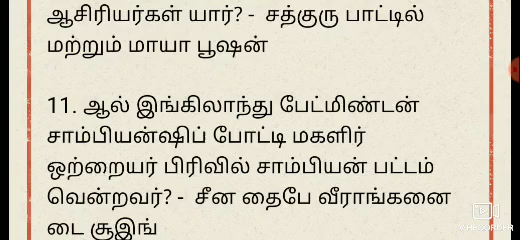 ஆசிரியர்கள் யார்? - சத்குரு பாட்டில்
மற்றும் மாயா பூஷன்
11. ஆல் இங்கிலாந்து பேட்மிண்டன்
சாம்பியன்ஷிப் போட்டி மகளிர்
ஒற்றையர் பிரிவில் சாம்பியன் பட்டம்
வென்றவர்? - சீன தைபே வீராங்கனை
டை சூஇங்